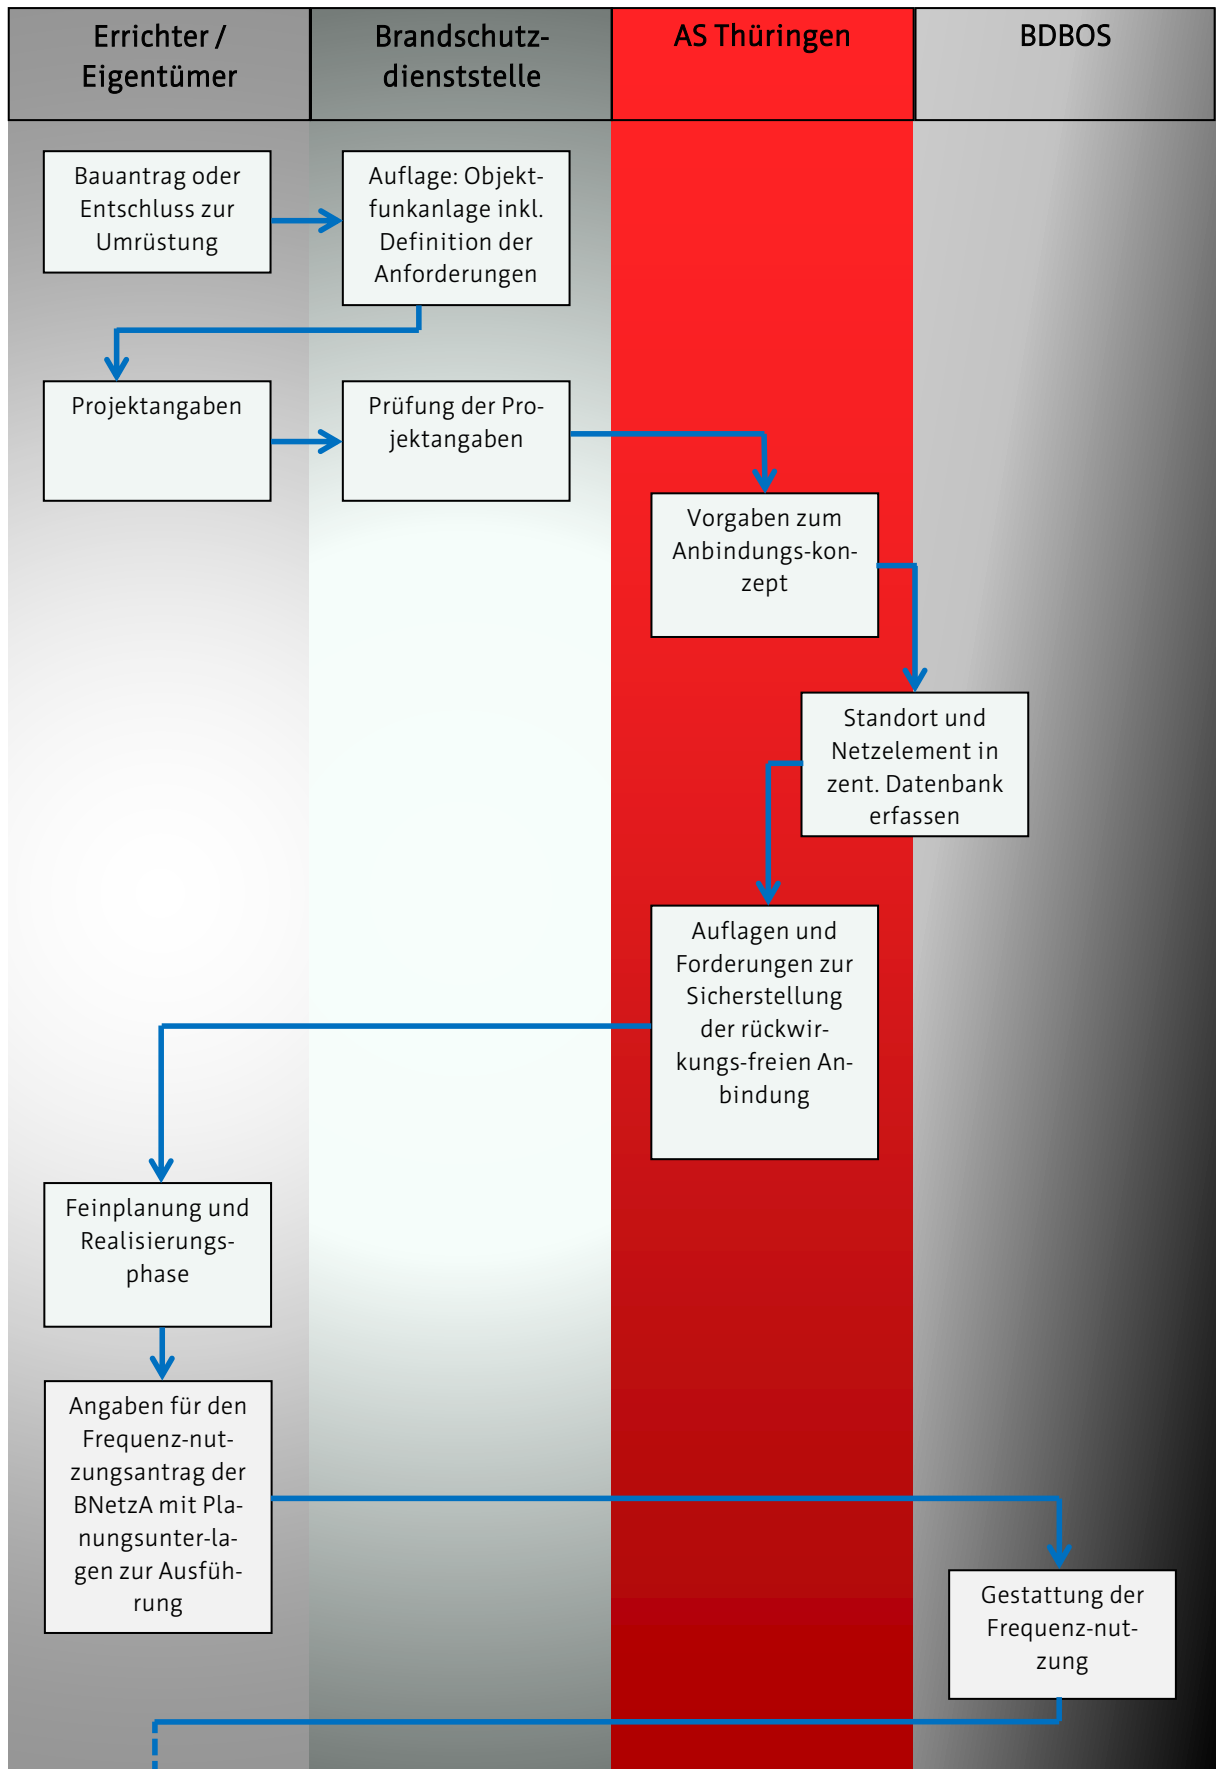 Errichter /
Eigentümer
Brandschutz-
dienststelle
AS Thüringen
BDBOS
Bauantrag oder
Entschluss zur
Umrüstung
Auflage: Objekt-
funkanlage inkl.
Definition der
Anforderungen
Projektangaben
Prüfung der Pro-
jektangaben
Vorgaben zum
Anbindungs-kon-
zept
Standort und
Netzelement in
zent. Datenbank
erfassen
Auflagen und
Forderungen zur
Sicherstellung
der rückwir-
kungs-freien An-
bindung
Feinplanung und
Realisierungs-
phase
Angaben für den
Frequenz-nut-
zungsantrag der
BNetzA mit Pla-
nungsunter-la-
gen zur Ausfüh-
rung
Gestattung der
Frequenz-nut-
zung